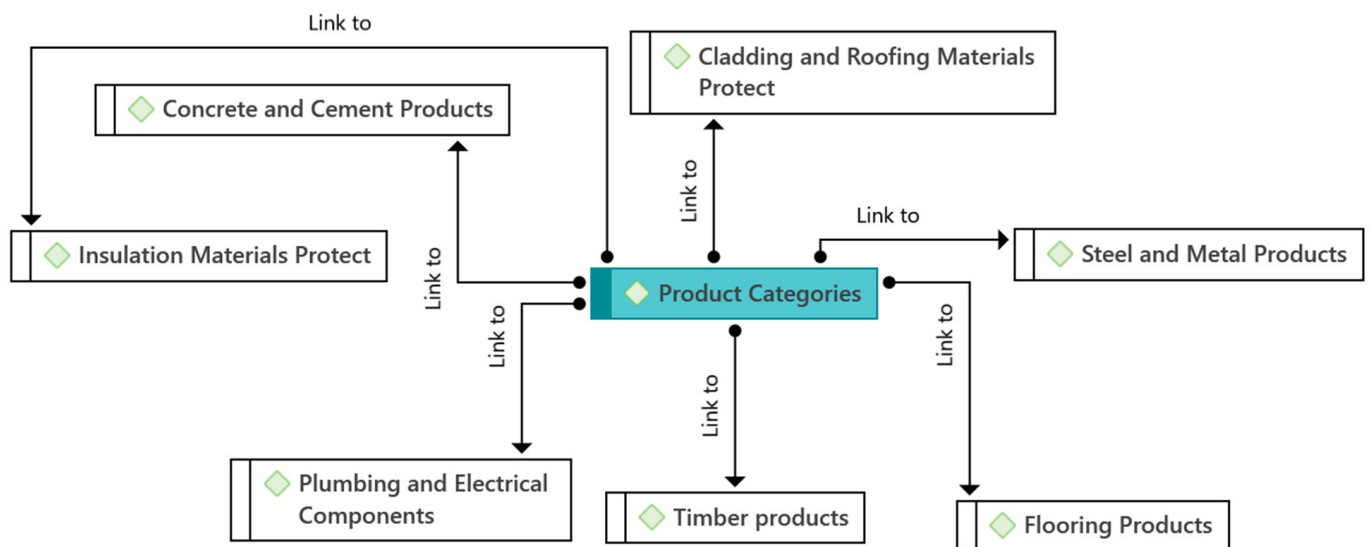 Link to
Cladding and Roofing Materials
Protect
Concrete and Cement Products
Link to
Link to
Insulation Materials Protect
Steel and Metal Products
Link to
Product Categories
Link to
Link to
Link to
Plumbing and Electrical
Components
Timber products
Flooring Products